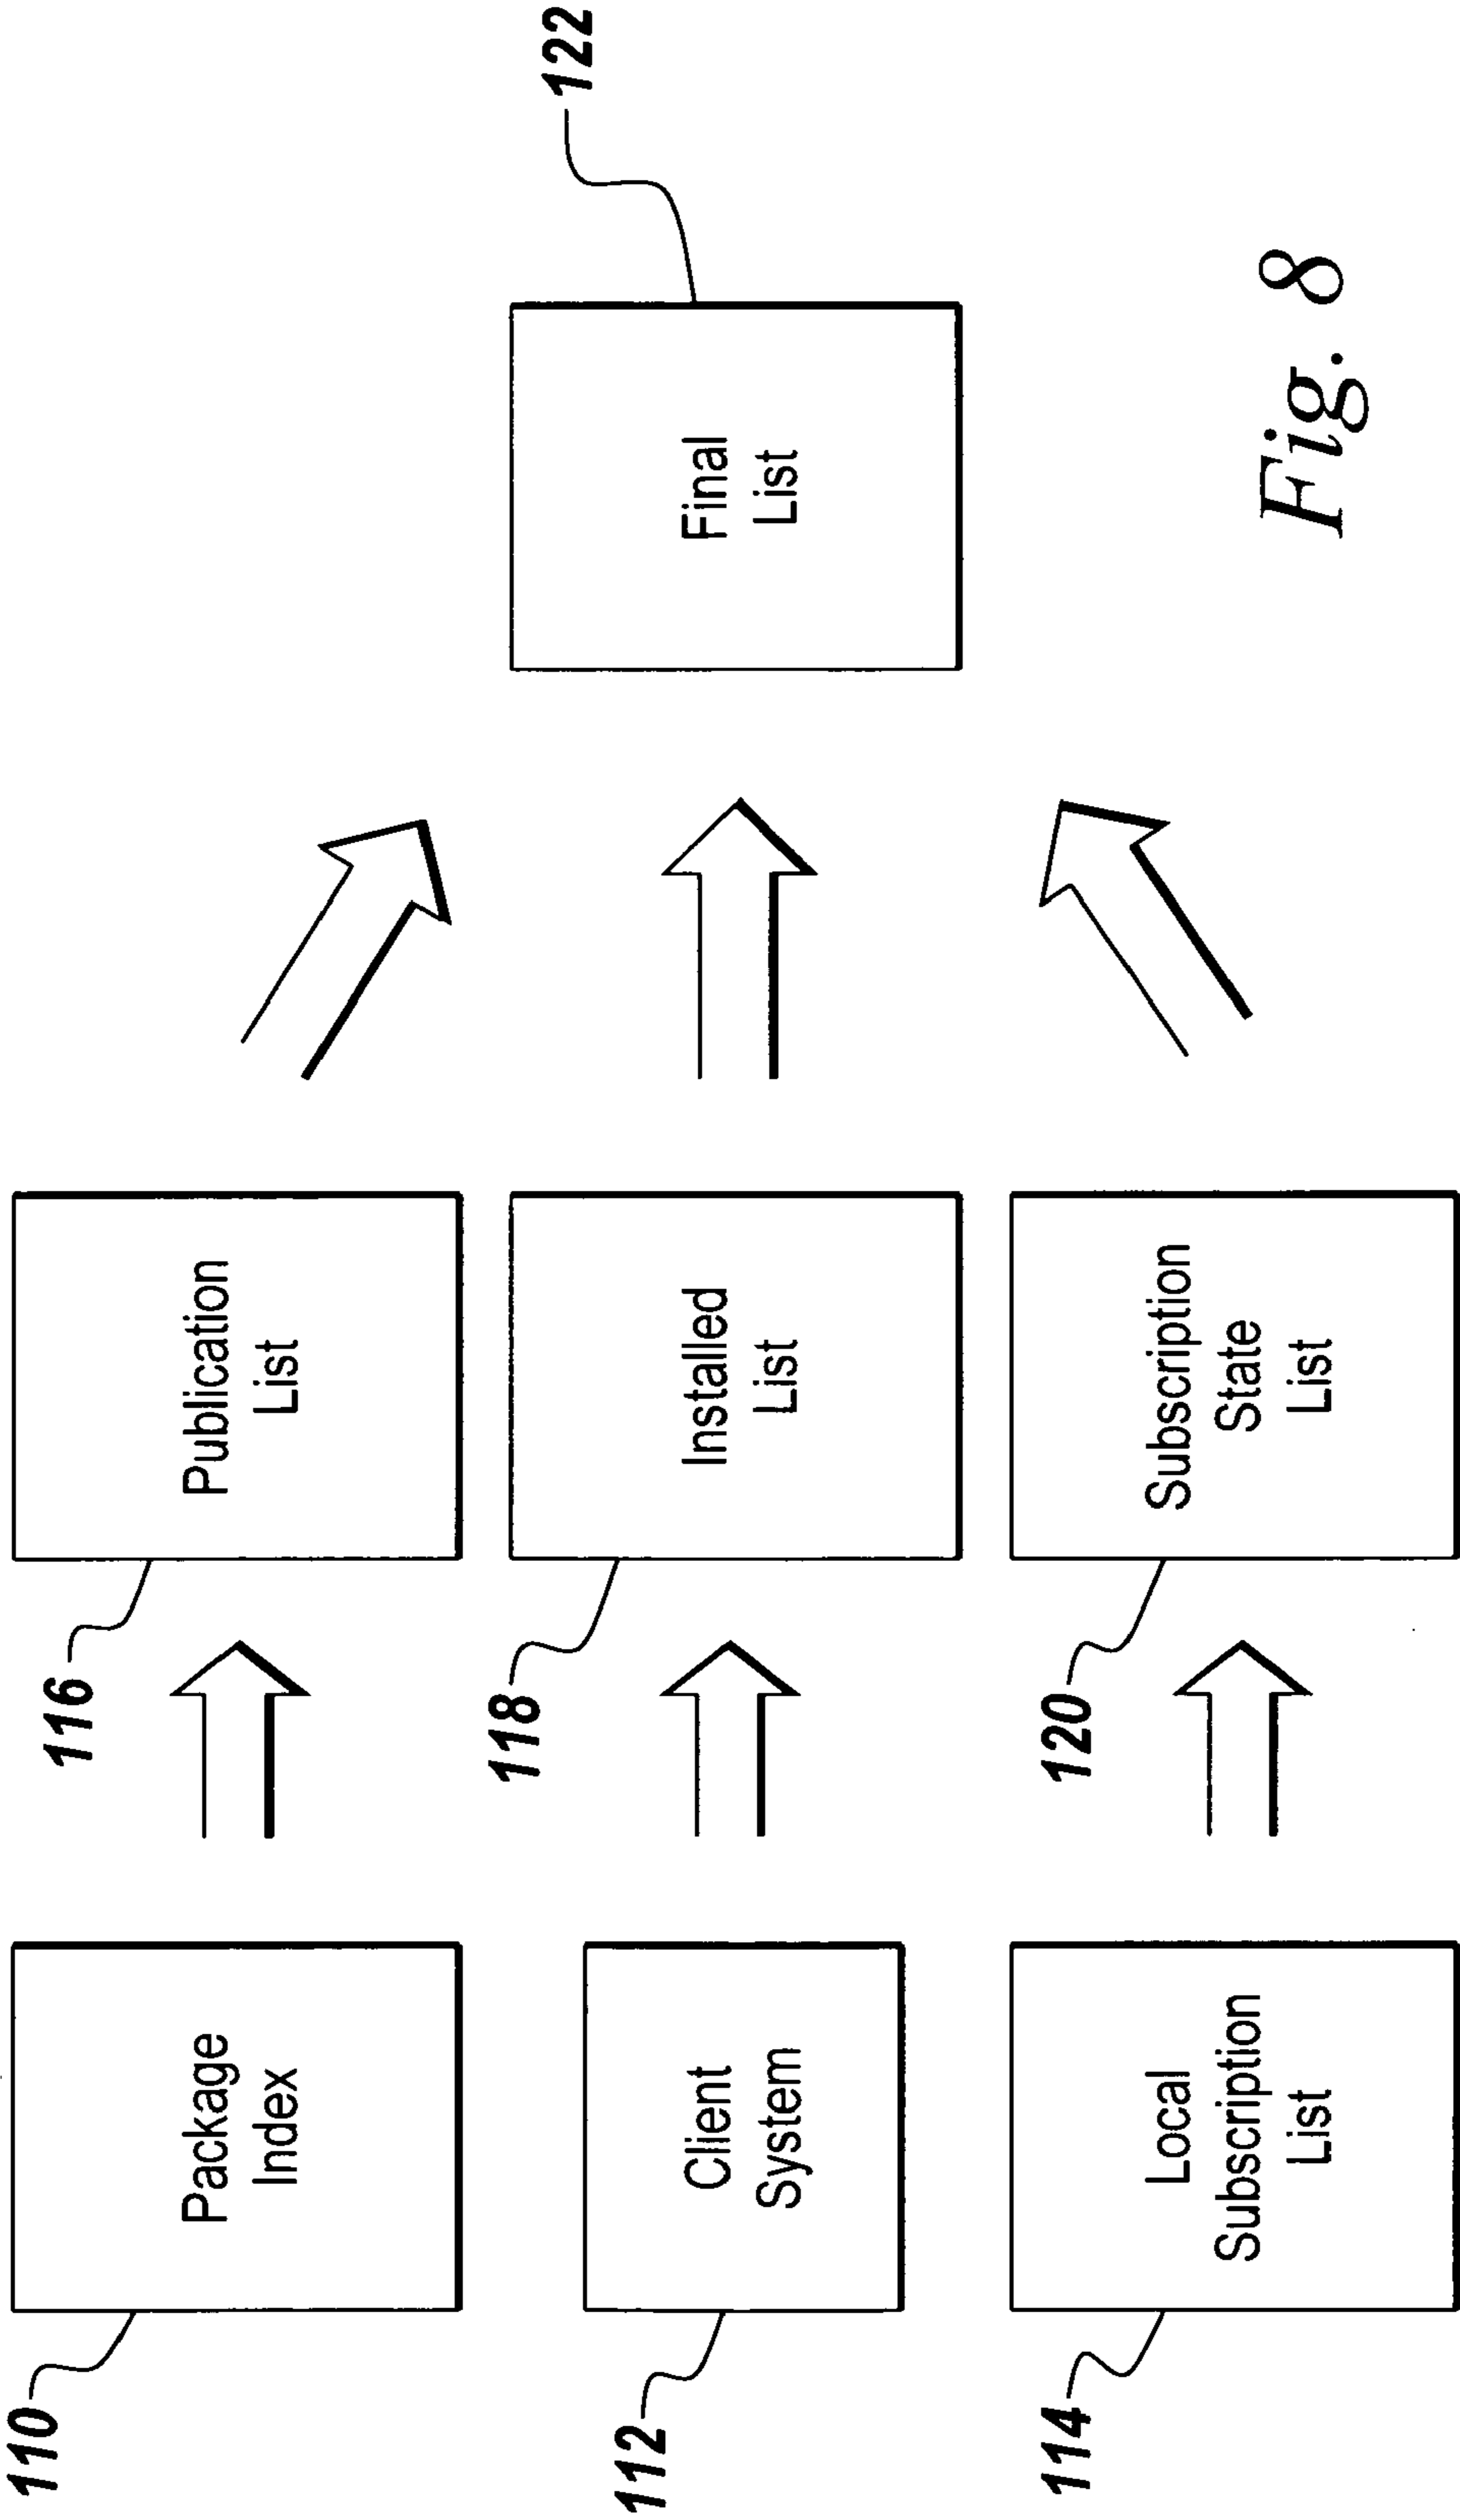 110
Package
Index
116
Publication
List
112
Client
System
118
Installed
List
114
Local
Subscription
List
120
Subscription
State
List
122
Final
List
Fig. 8